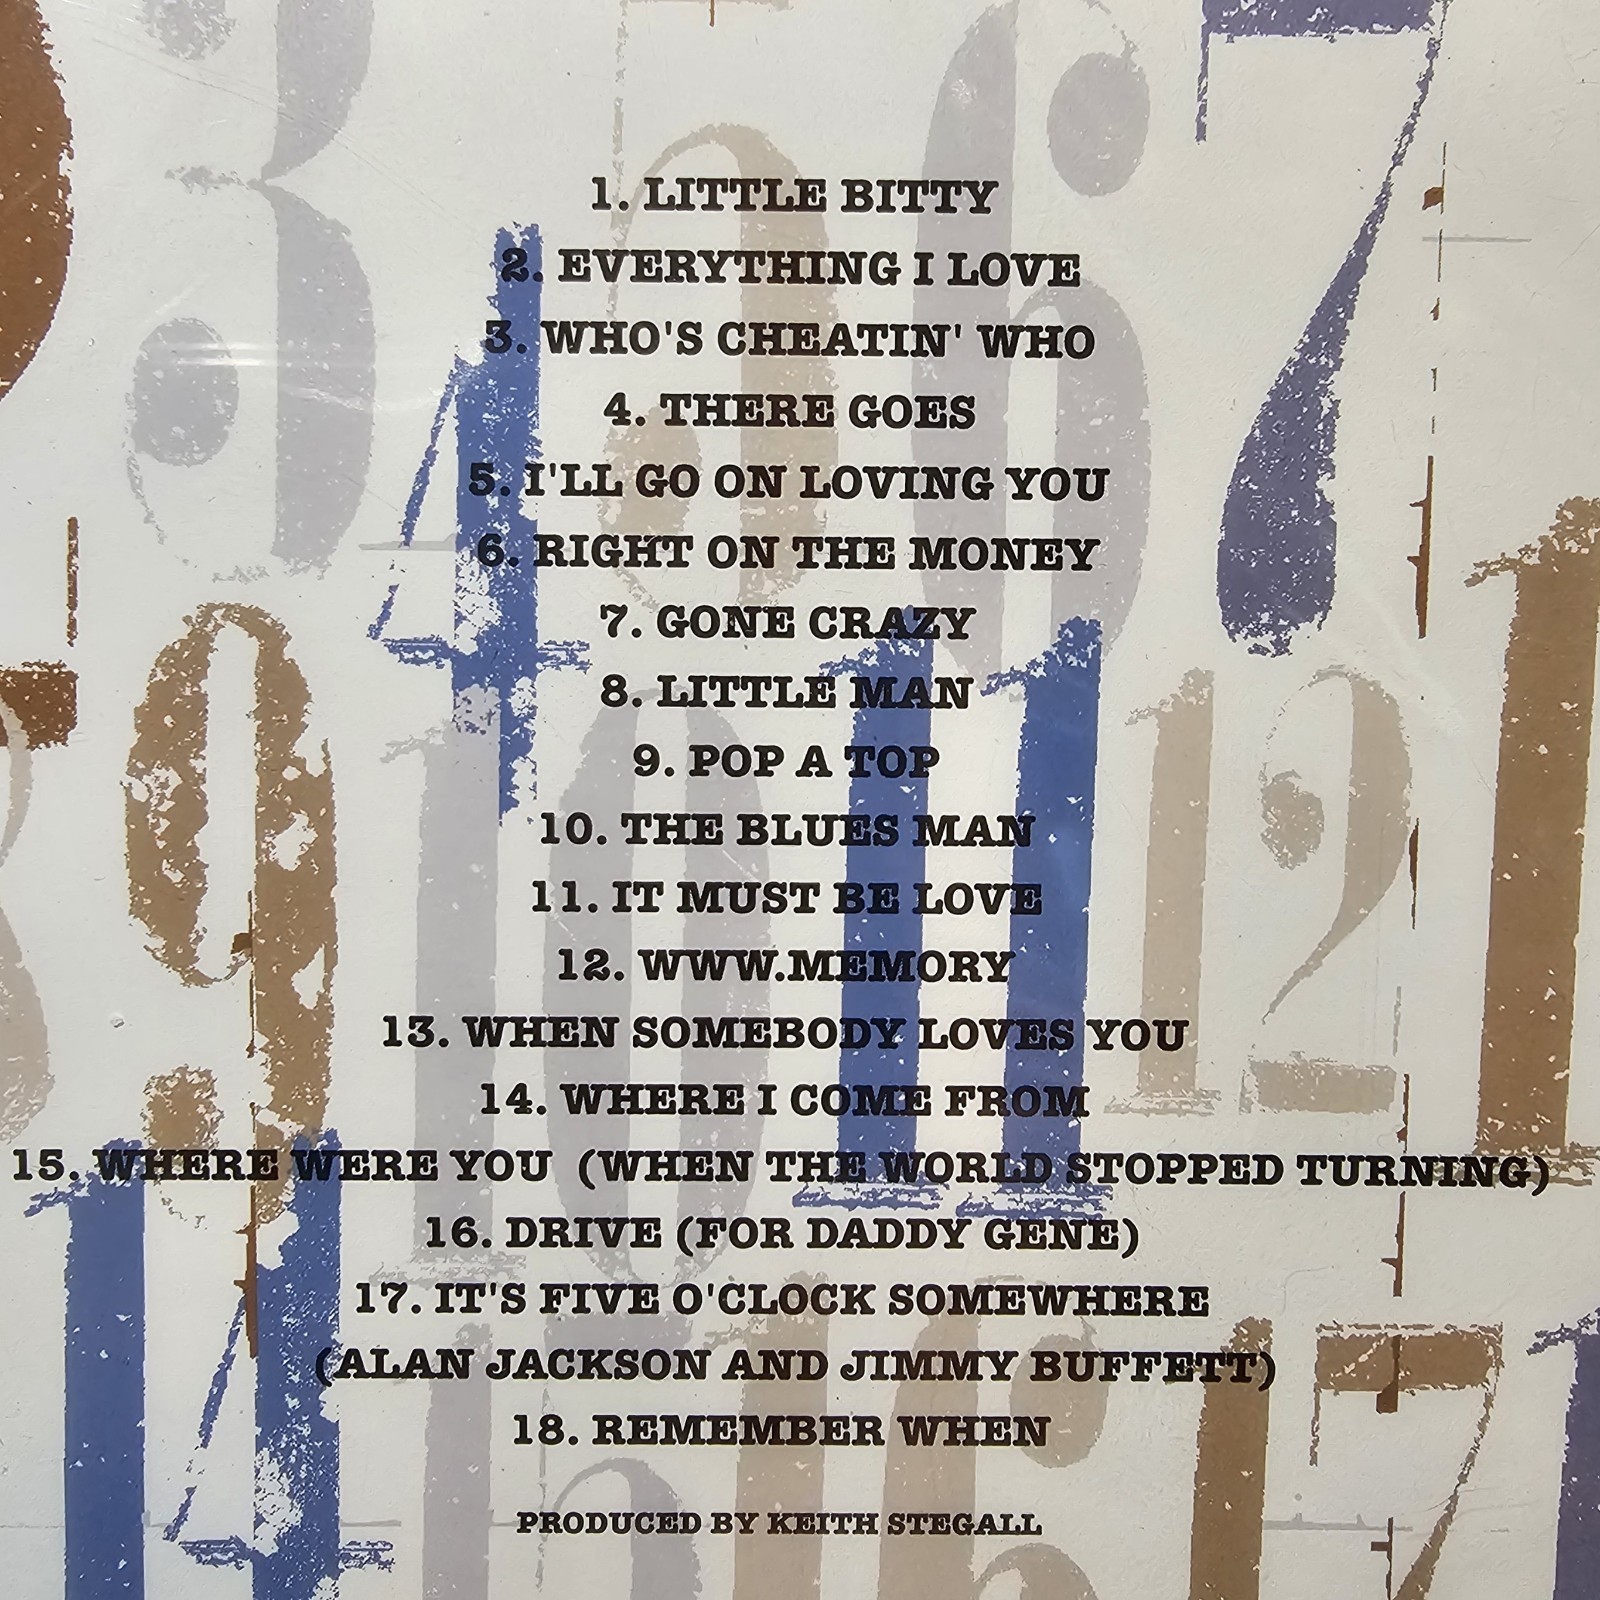 1. LITTLE BITTY
2. EVERYTHING I LOVE
3. WHO'S CHEATIN' WHO
4. THERE GOES
5. I'LL GO ON LOVING YOU
6. RIGHT ON THE MONEY
7. GONE CRAZY
8. LITTLE MAN
9. POP A TOP
10. THE BLUES MAN
11. IT MUST BE LOVE
12. WWW.MEMORY
13. WHEN SOMEBODY LOVES YOU
14. WHERE I COME FROM
15. WHERE WERE YOU (WHEN THE WORLD STOPPED TURNING)
16. DRIVE (FOR DADDY GENE)
17. IT'S FIVE O'CLOCK SOMEWHERE
(ALAN JACKSON AND JIMMY BUFFETT)
18. REMEMBER WHEN
PRODUCED BY KEITH STEGALL